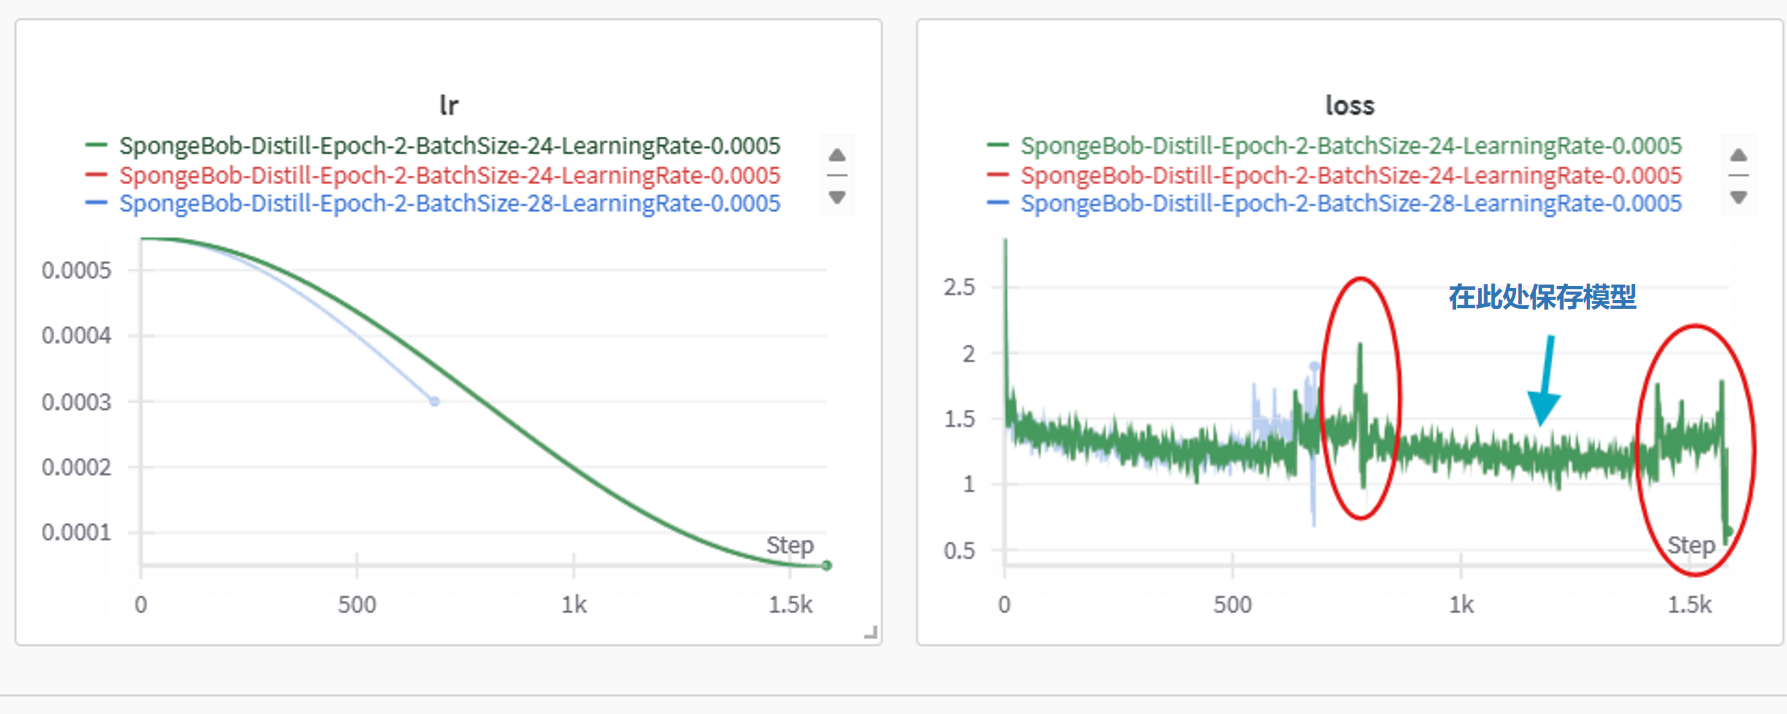 lr
SpongeBob-Distill-Epoch-2-BatchSize-24-LearningRate-0.0005
SpongeBob-Distill-Epoch-2-BatchSize-24-LearningRate-0.0005
SpongeBob-Distill-Epoch-2-BatchSize-28-LearningRate-0.0005
0.0005
0.0004
0.0003
0.0002
0.0001
Step
0 500 1k 1.5k
loss
SpongeBob-Distill-Epoch-2-BatchSize-24-LearningRate-0.0005
SpongeBob-Distill-Epoch-2-BatchSize-24-LearningRate-0.0005
SpongeBob-Distill-Epoch-2-BatchSize-28-LearningRate-0.0005
2.5
在此处保存模型
2
1.5
1
0.5
Step
0 500 1k 1.5k